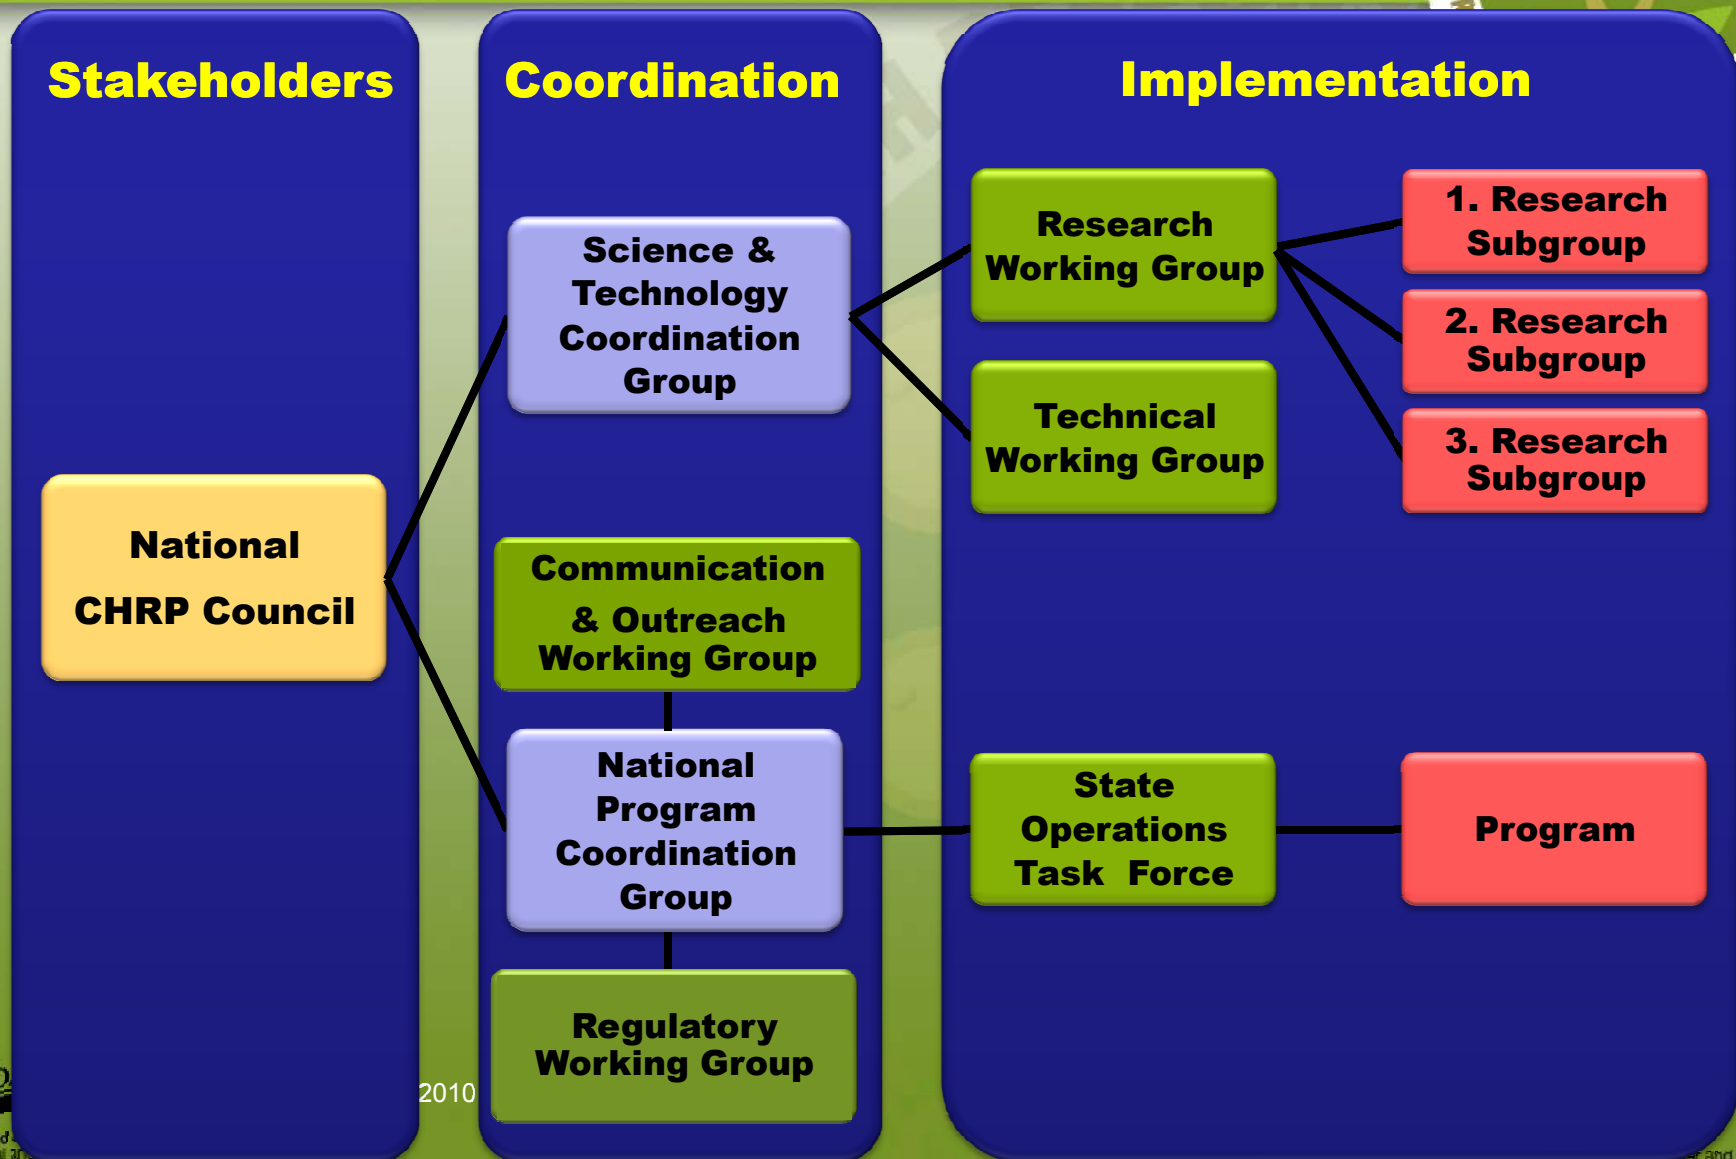 Stakeholders
Coordination
Implementation
National
CHRP Council
Science &
Technology
Coordination
Group
Communication
& Outreach
Working Group
National
Program
Coordination
Group
Regulatory
Working Group
Research
Working Group
Technical
Working Group
State
Operations
Task  Force
1. Research
Subgroup
2. Research
Subgroup
3. Research
Subgroup
Program
2010